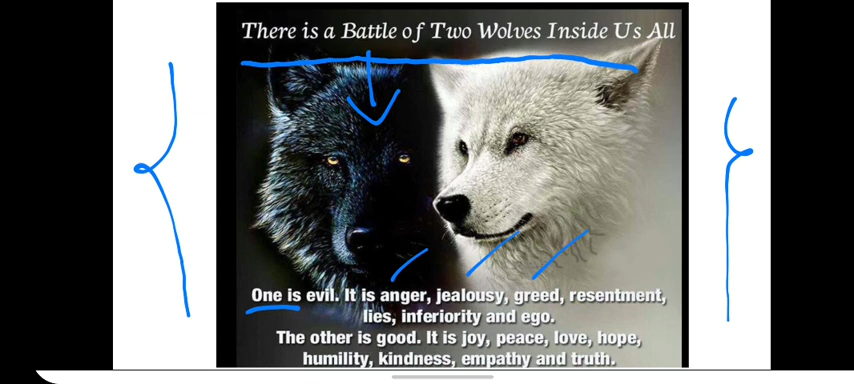 There is a Battle of Two Wolves Inside Us All
One is evil. It is anger, jealousy, greed, resentment,
lies, inferiority and ego.
The other is good. It is joy, peace, love, hope,
humility, kindness, empathy and truth.